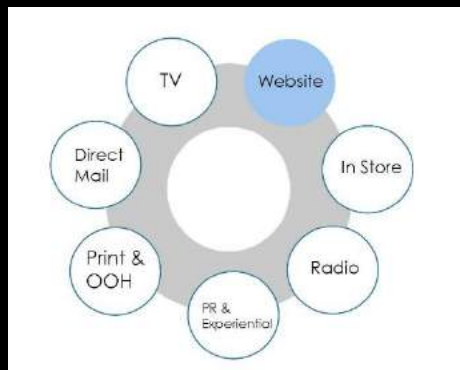 TV
Website
In Store
Radio
PR &
Experiential
Print &
OOH
Direct
Mail